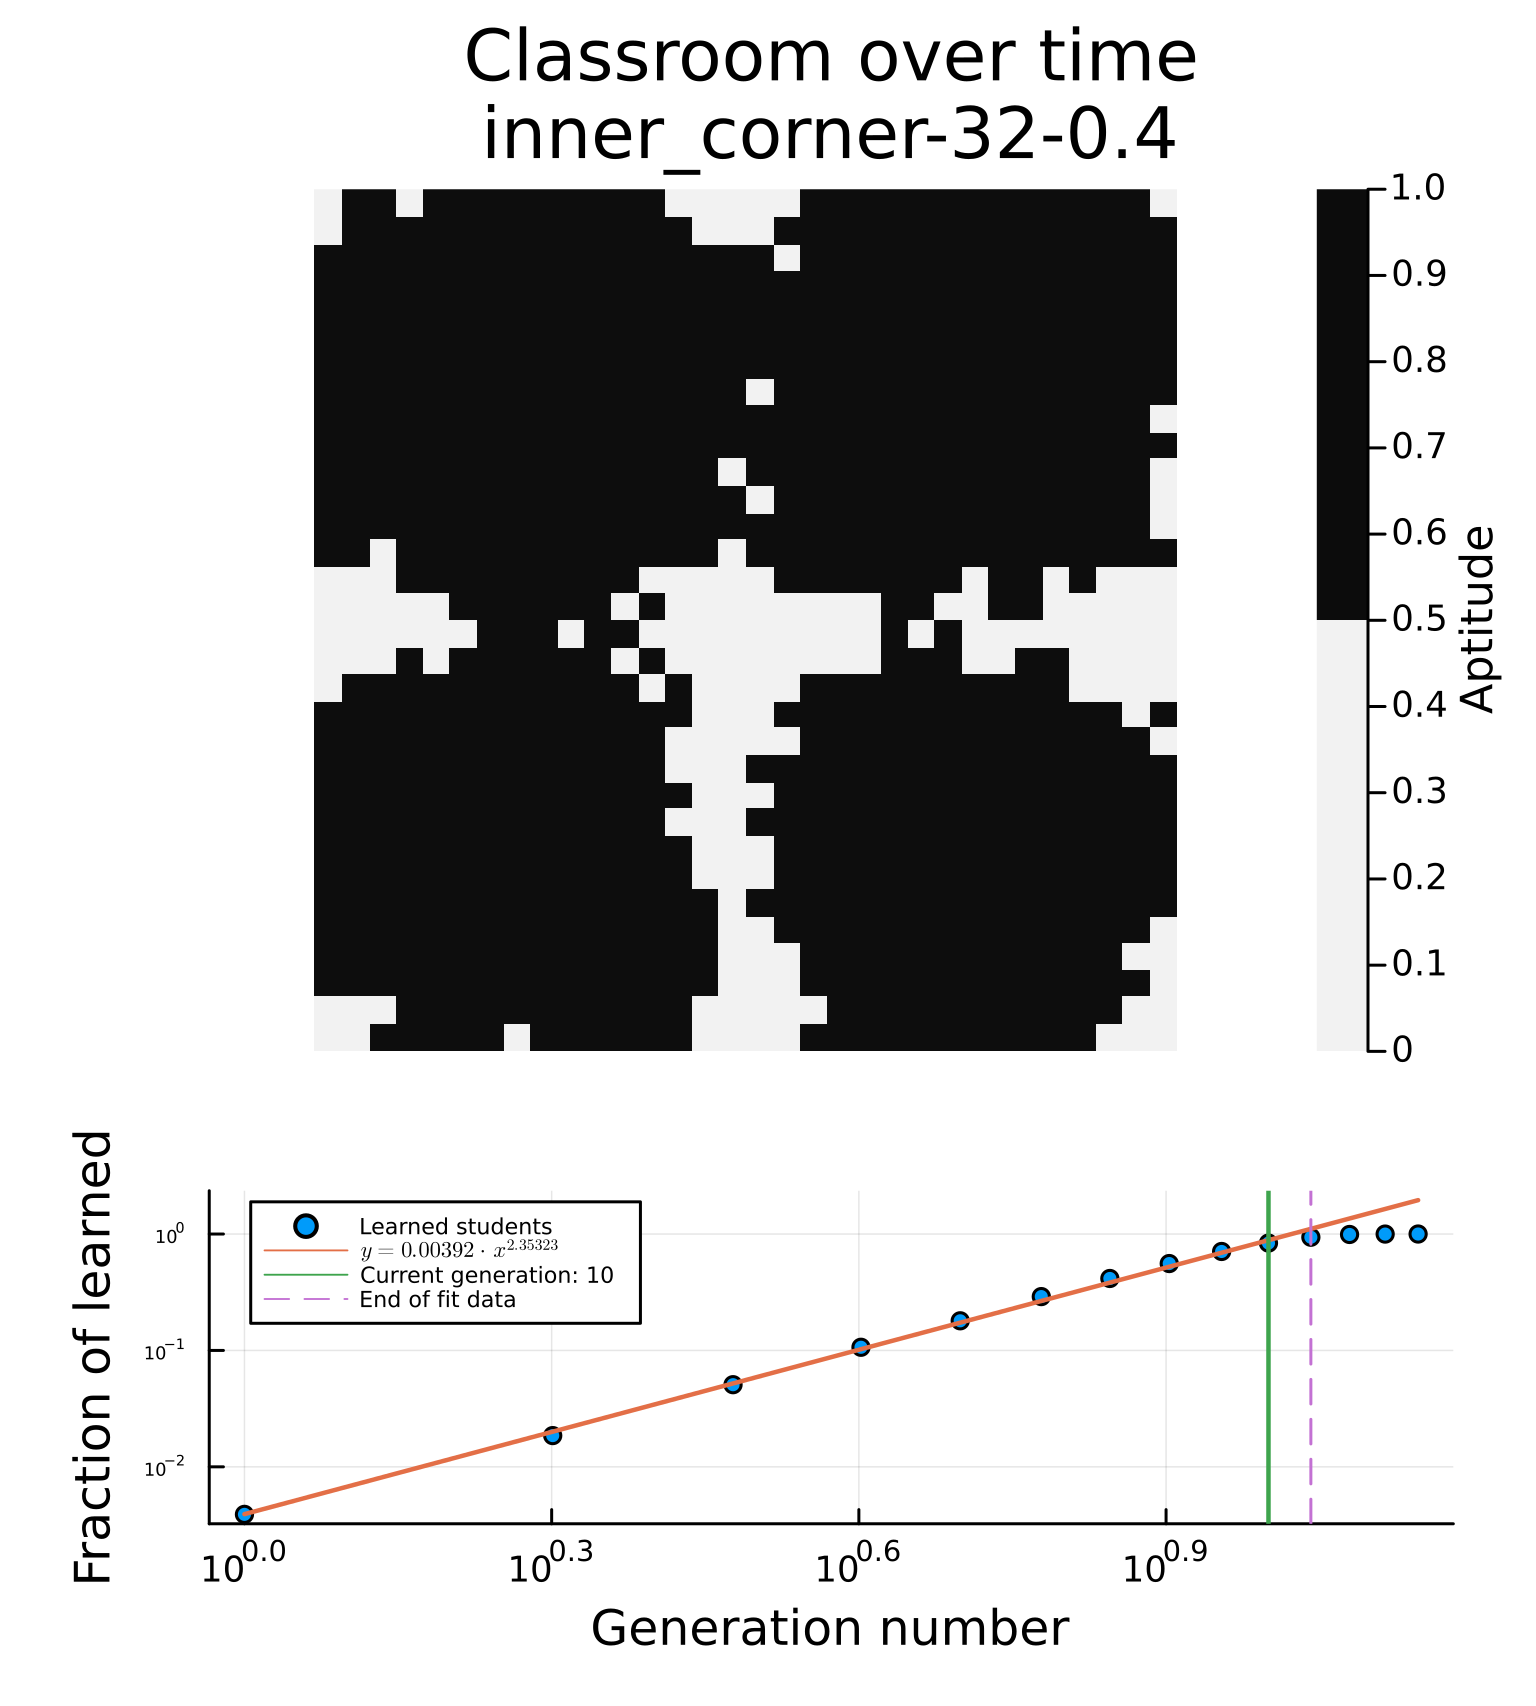 Classroom over time
inner_corner-32-0.4
1.0
0.9
0.8
0.7
0.6
0.5
0.4
0.3
0.2
0.1
0
Aptitude
Fraction of learned
10^0
10^-1
10^-2
Learned students
y = 0.00392 · x^2.35323
Current generation: 10
End of fit data
10^0.0 10^0.3 10^0.6 10^0.9
Generation number